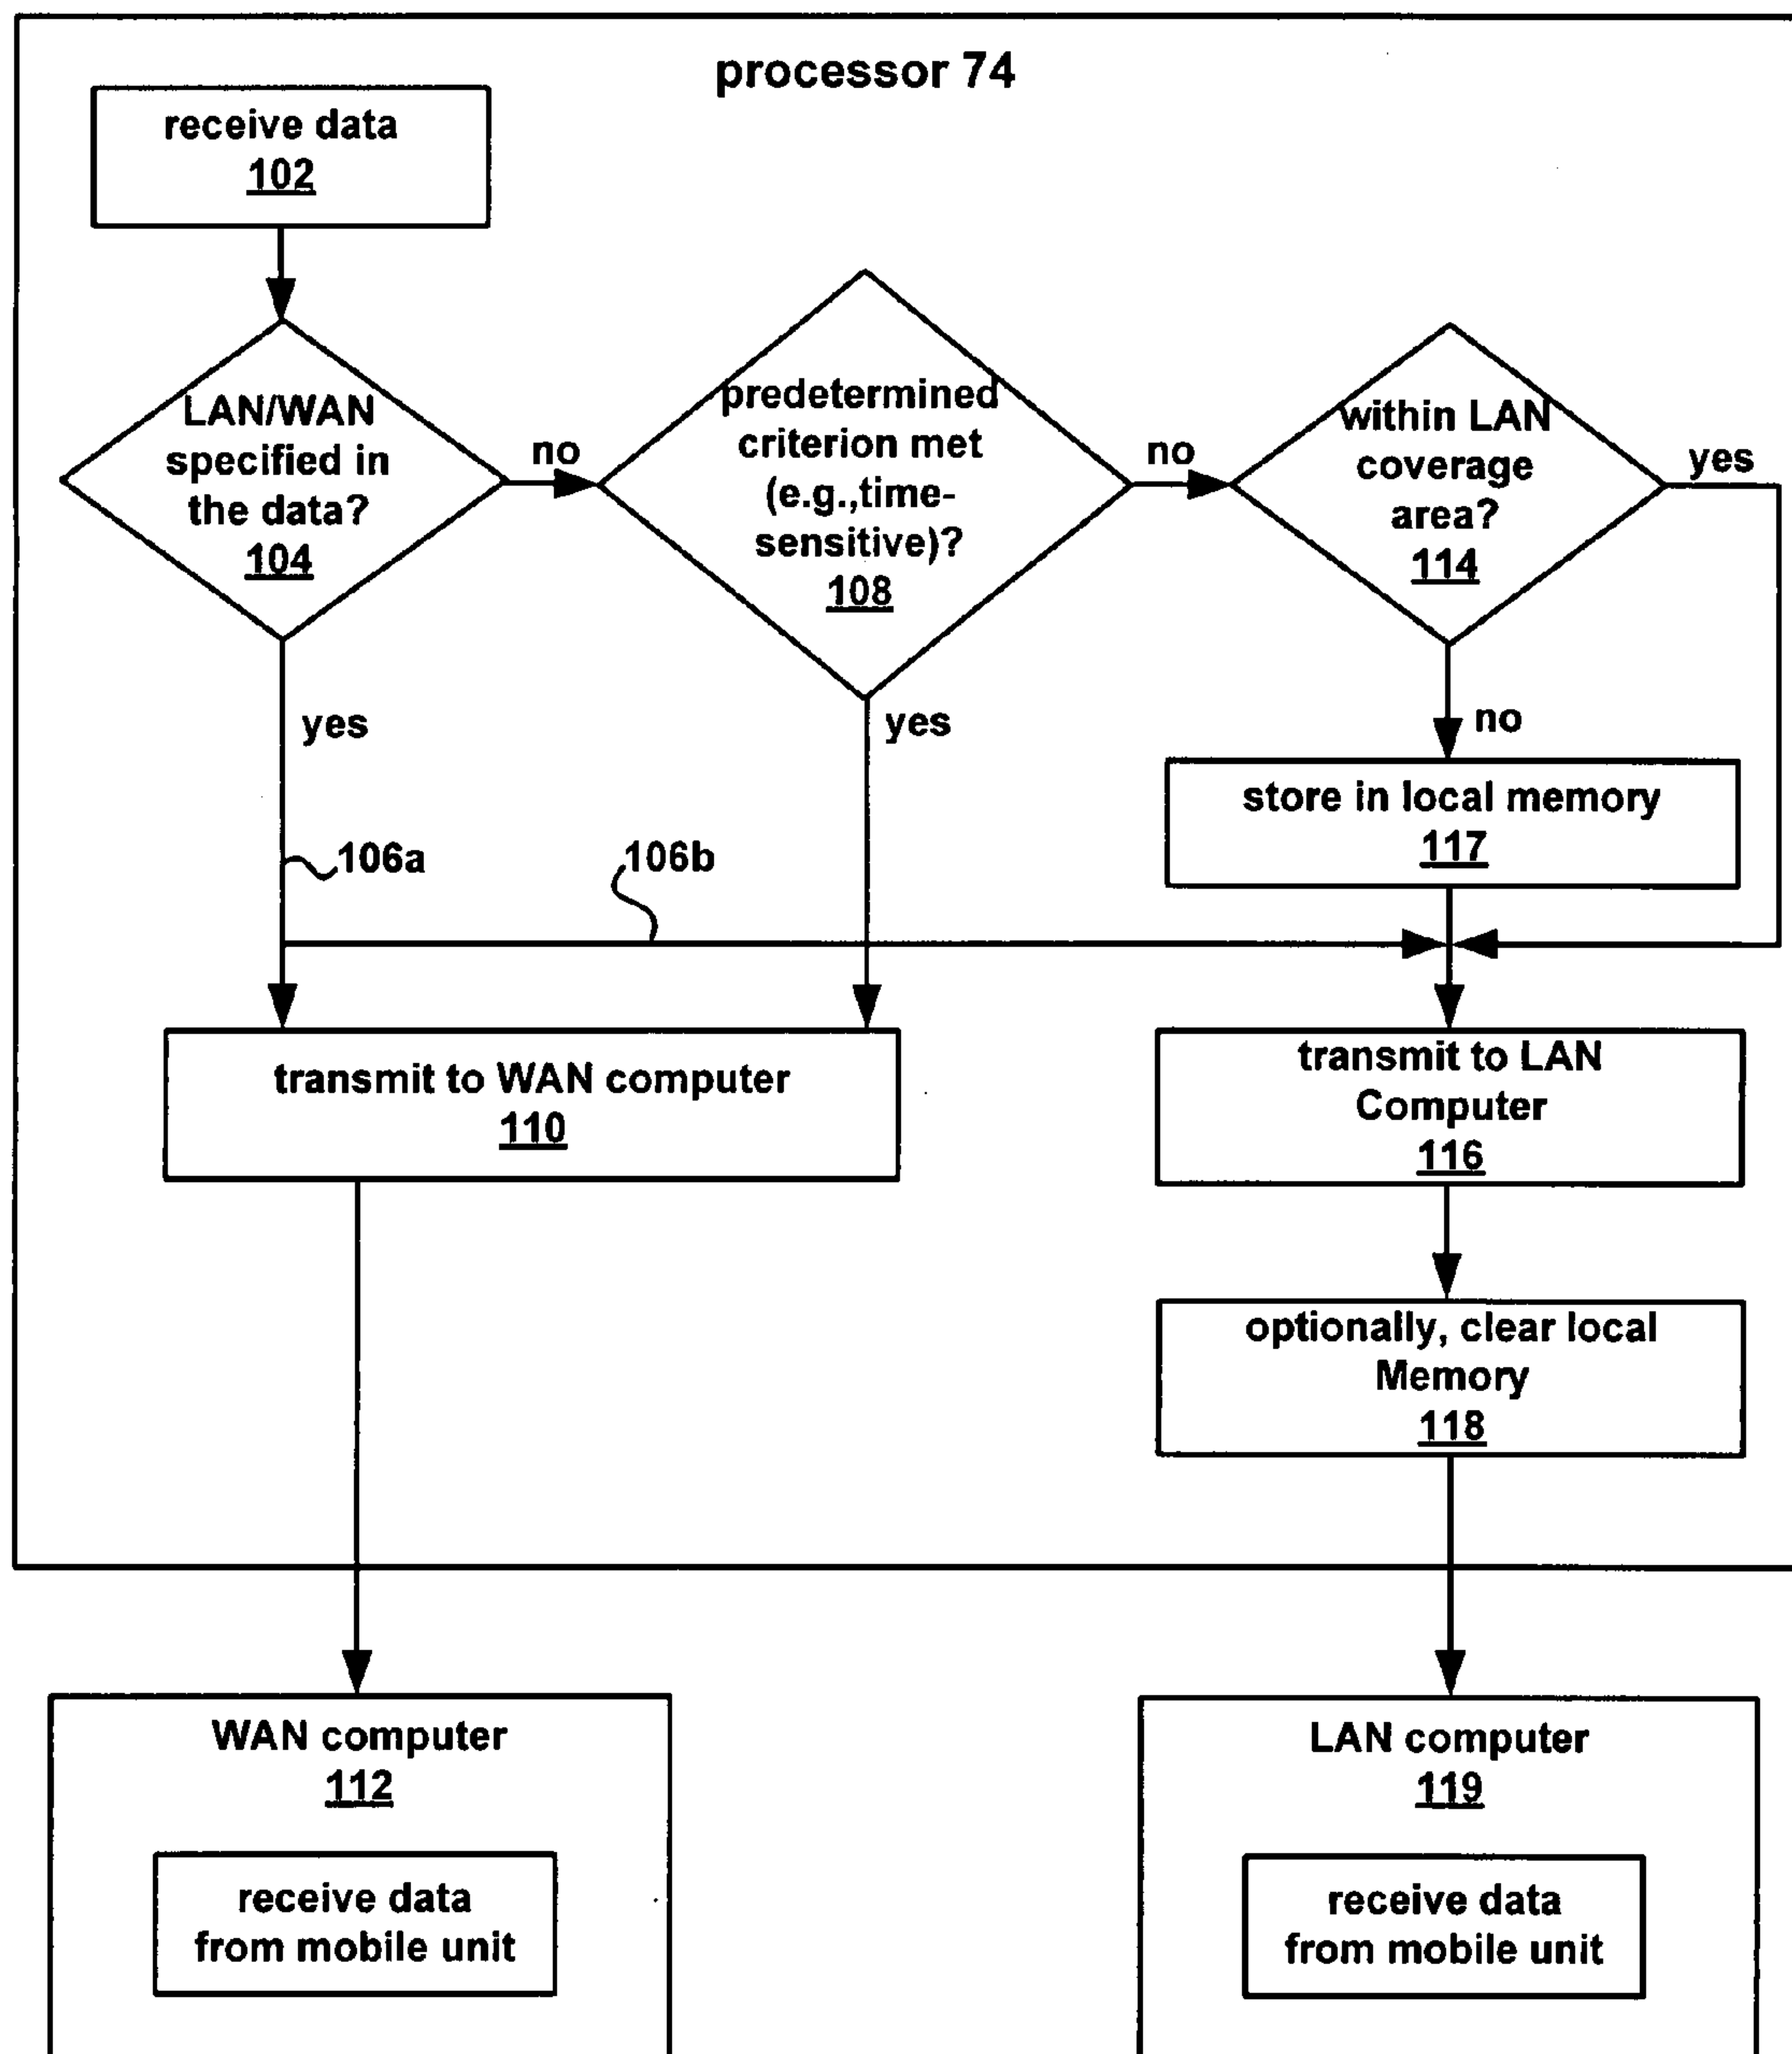 processor 74
receive data
102
LAN/WAN
specified in
the data?
104
no
predetermined
criterion met
(e.g.,time-
sensitive)?
108
no
within LAN
coverage
area?
114
yes
yes
yes
no
store in local memory
117
106a
106b
transmit to WAN computer
110
transmit to LAN
Computer
116
optionally, clear local
Memory
118
WAN computer
112
receive data
from mobile unit
LAN computer
119
receive data
from mobile unit